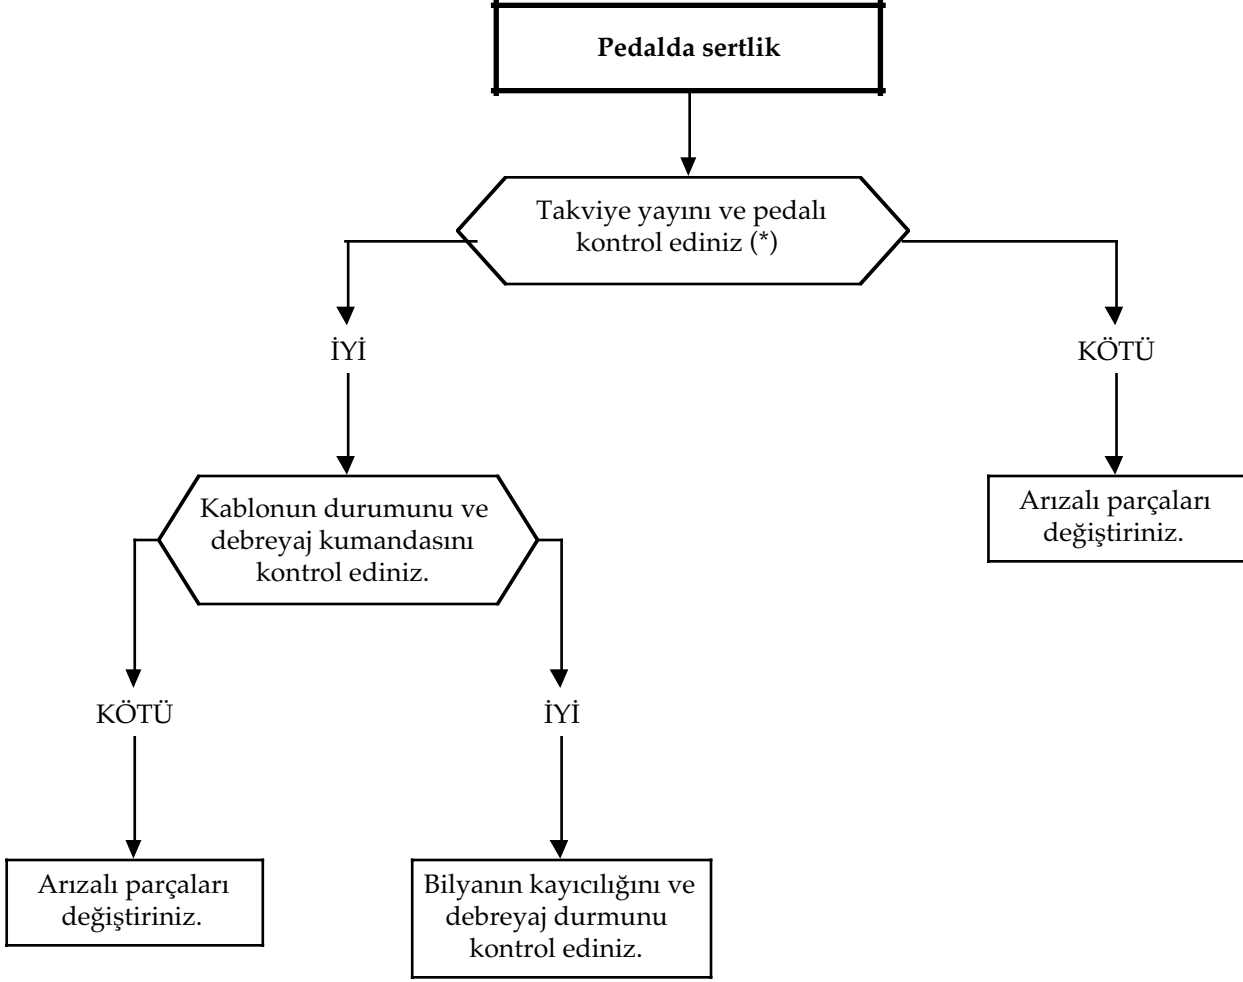 Pedalda sertlik
Takviye yayını ve pedalı
kontrol ediniz (*)
İYİ
KÖTÜ
Kablonun durumunu ve
debreyaj kumandasını
kontrol ediniz.
Arızalı parçaları
değiştiriniz.
KÖTÜ
İYİ
Arızalı parçaları
değiştiriniz.
Bilyanın kayıcılığını ve
debreyaj durmunu
kontrol ediniz.